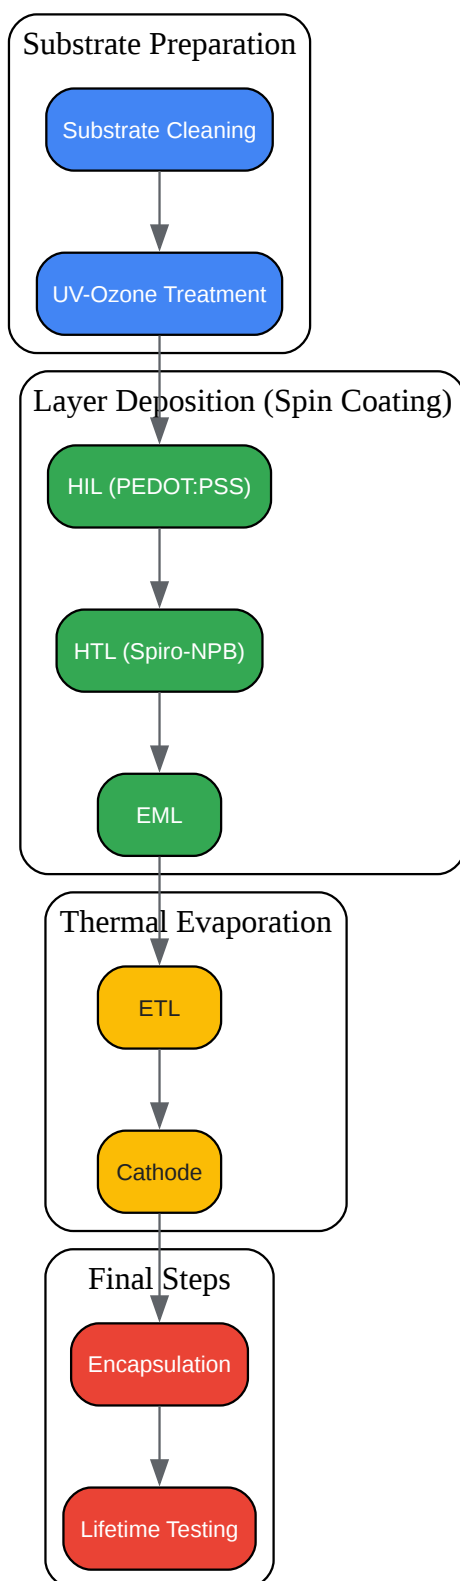 Substrate Preparation
Substrate Cleaning
UV-Ozone Treatment
Layer Deposition (Spin Coating)
HIL (PEDOT:PSS)
HTL (Spiro-NPB)
EML
Thermal Evaporation
ETL
Cathode
Final Steps
Encapsulation
Lifetime Testing